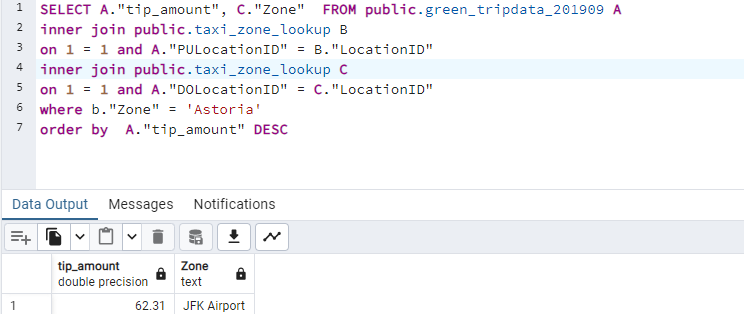 1 SELECT A."tip_amount", C."Zone"  FROM public.green_tripdata_201909 A
2 inner join public.taxi_zone_lookup B
3 on 1 = 1 and A."PULocationID" = B."LocationID"
4 inner join public.taxi_zone_lookup C
5 on 1 = 1 and A."DOLocationID" = C."LocationID"
6 where b."Zone" = 'Astoria'
7 order by  A."tip_amount" DESC
Data Output Messages Notifications
tip_amount Zone
double precision text
1 62.31 JFK Airport